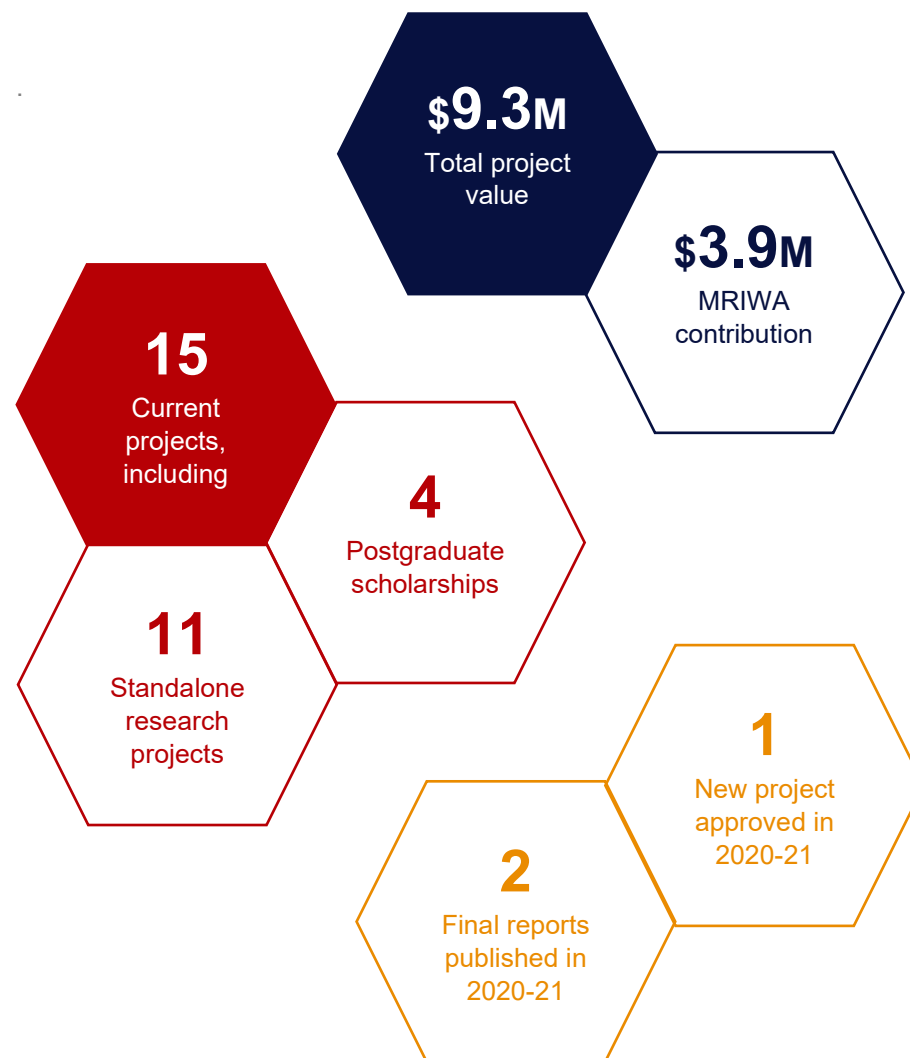 $9.3M
Total project
value
$3.9M
MRIWA
contribution
15
Current
projects,
including
4
Postgraduate
scholarships
11
Standalone
research
projects
1
New project
approved in
2020-21
2
Final reports
published in
2020-21